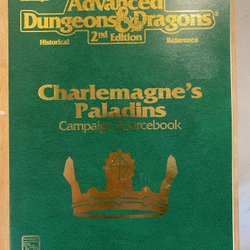 Advanced
Dungeons & Dragons
2nd Edition
Historical Reference
Charlemagne's
Paladins
Campaign Sourcebook